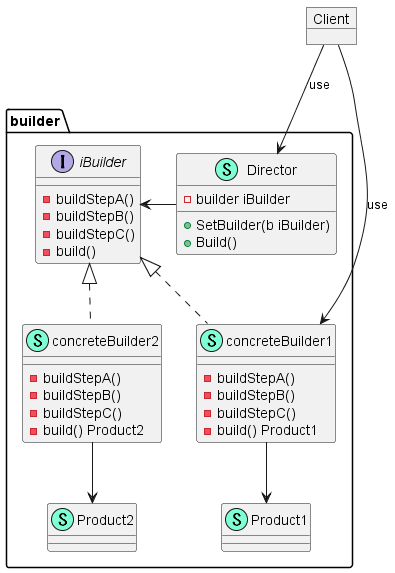 Client
use
builder
I
iBuilder
buildStepA()
buildStepB()
buildStepC()
build()
S
Director
builder iBuilder
SetBuilder(b iBuilder)
Build()
use
S
concreteBuilder2
buildStepA()
buildStepB()
buildStepC()
build() Product2
S
concreteBuilder1
buildStepA()
buildStepB()
buildStepC()
build() Product1
S
Product2
S
Product1